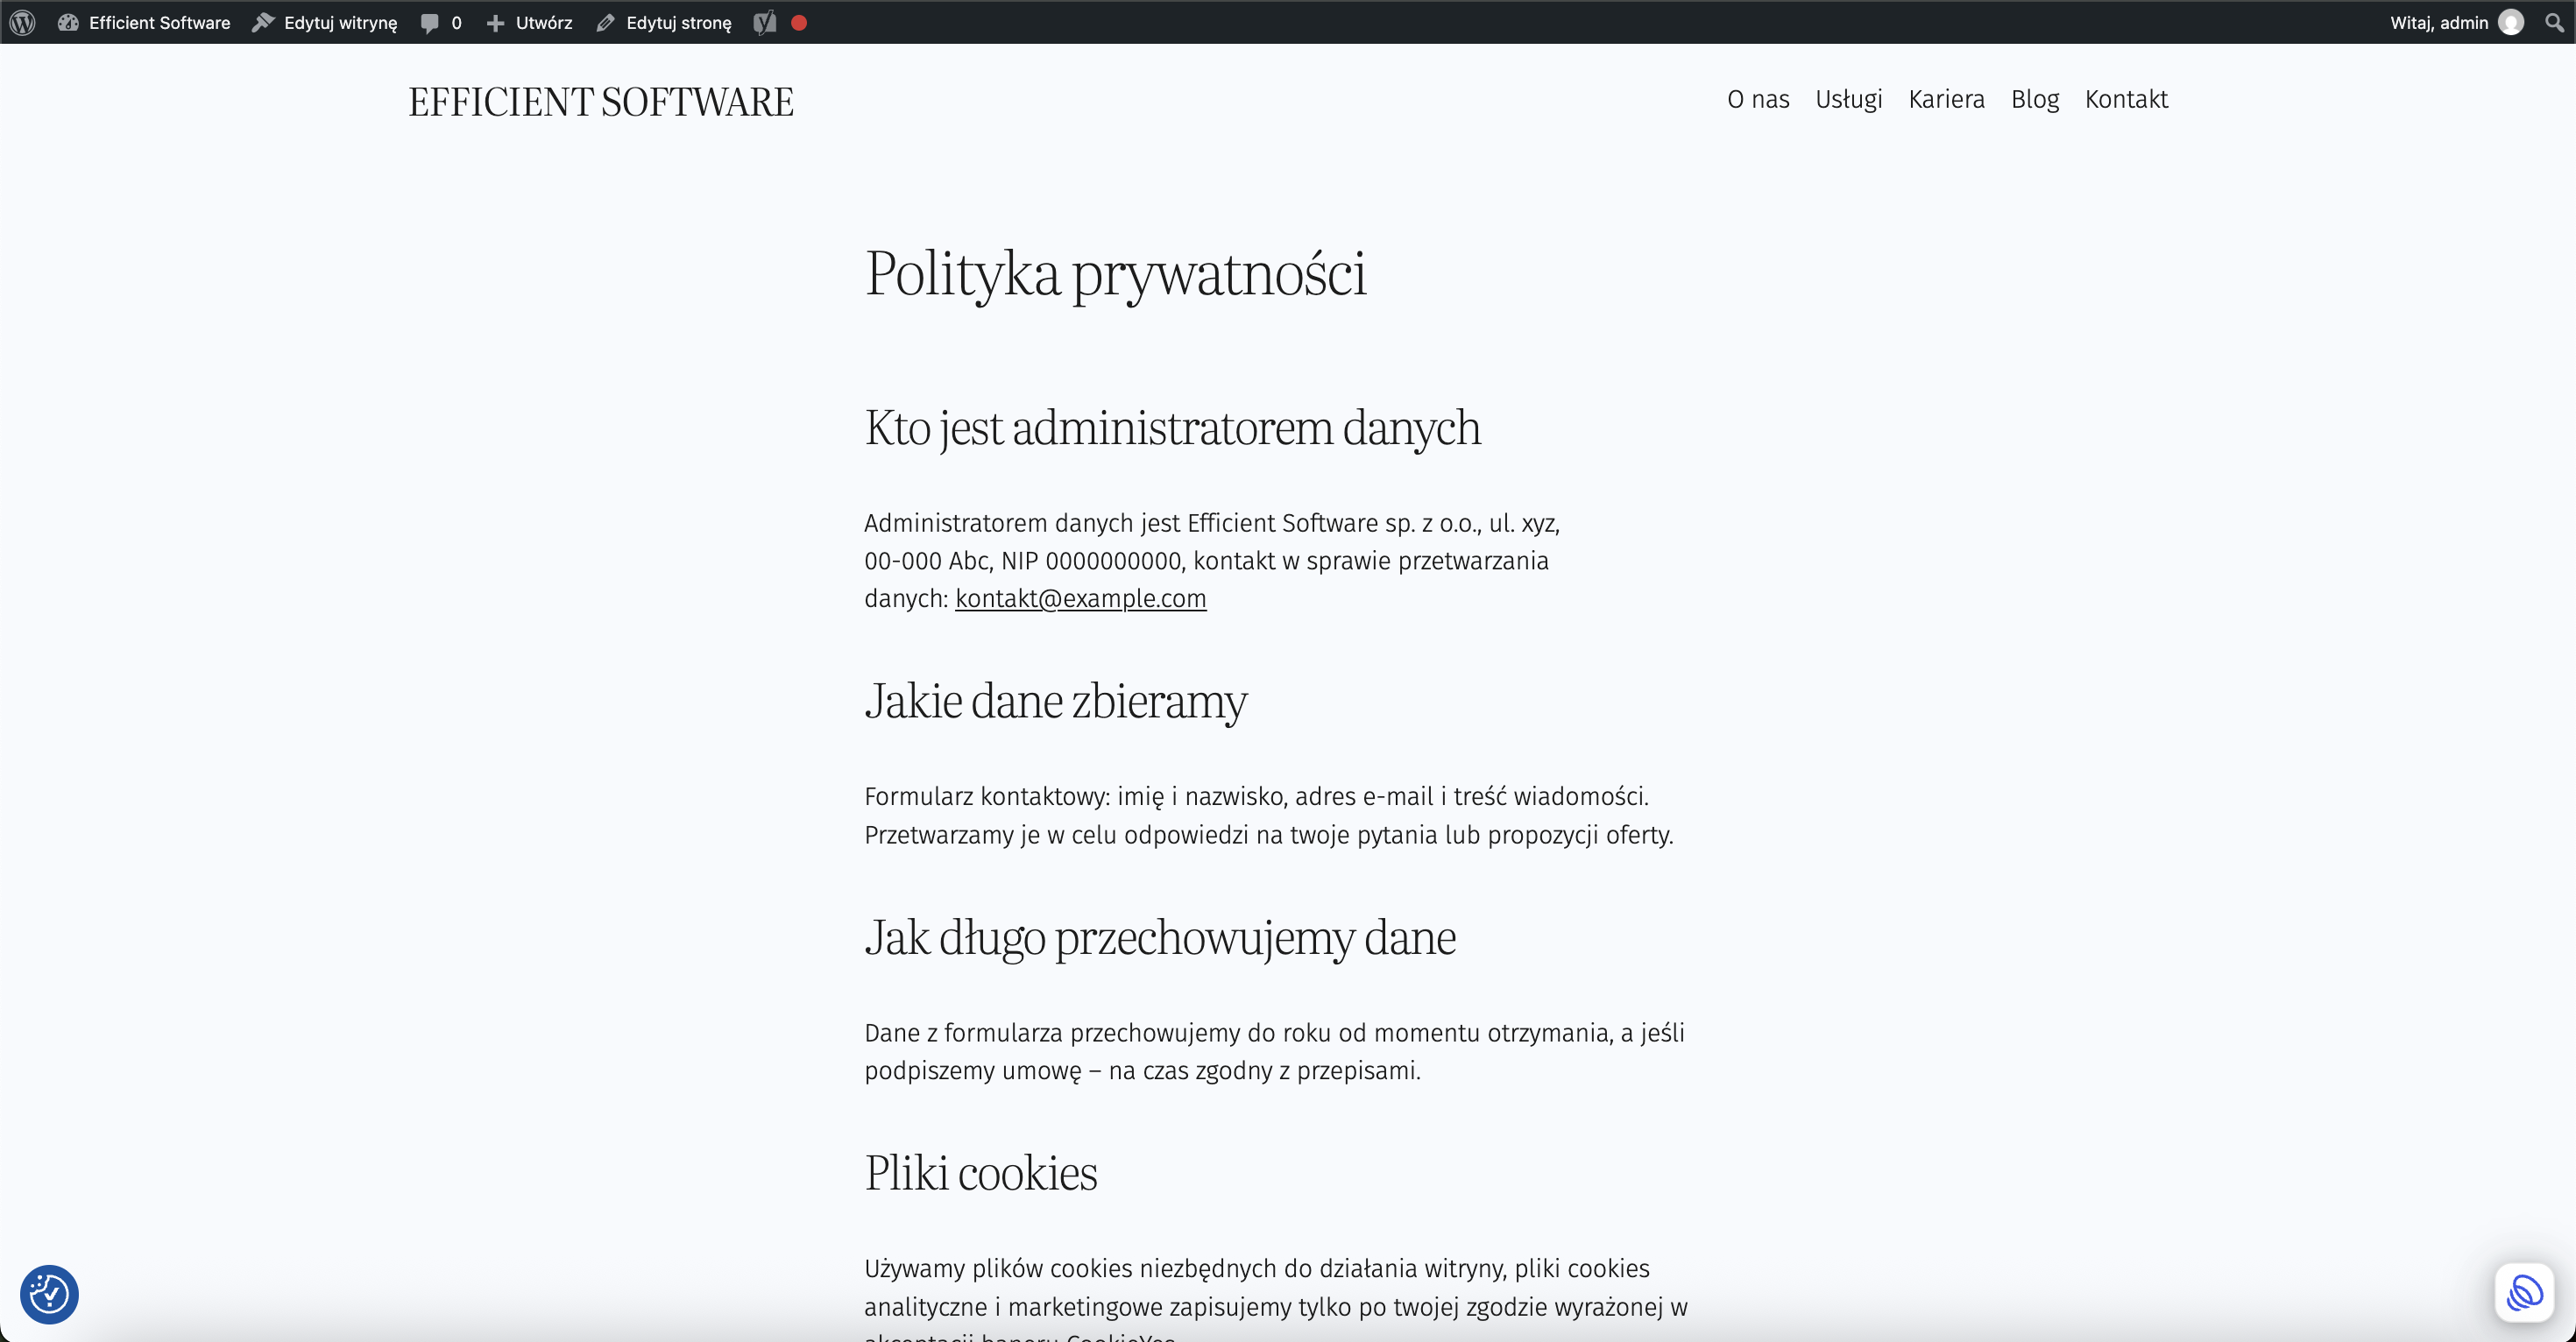 Efficient Software Edytuj witrynę 0 Utwórz Edytuj stronę Witaj, admin
EFFICIENT SOFTWARE
O nas Usługi Kariera Blog Kontakt
Polityka prywatności
Kto jest administratorem danych
Administratorem danych jest Efficient Software sp. z o.o., ul. xyz,
00-000 Abc, NIP 0000000000, kontakt w sprawie przetwarzania
danych: kontakt@example.com
Jakie dane zbieramy
Formularz kontaktowy: imię i nazwisko, adres e-mail i treść wiadomości.
Przetwarzamy je w celu odpowiedzi na twoje pytania lub propozycji oferty.
Jak długo przechowujemy dane
Dane z formularza przechowujemy do roku od momentu otrzymania, a jeśli
podpiszemy umowę – na czas zgodny z przepisami.
Pliki cookies
Używamy plików cookies niezbędnych do działania witryny, pliki cookies
analityczne i marketingowe zapisujemy tylko po twojej zgodzie wyrażonej w
akceptacji baneru CookieYes